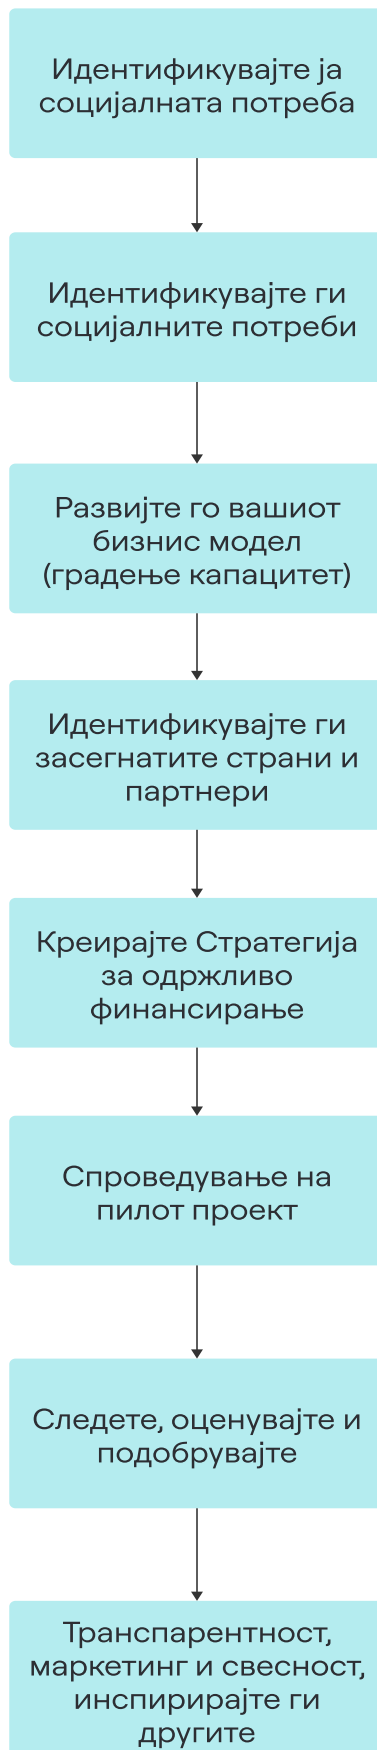 Идентификувајте ја
социјалната потреба
Идентификувајте ги
социјалните потреби
Развијте го вашиот
бизнис модел
(градење капацитет)
Идентификувајте ги
засегнатите страни и
партнери
Креирајте Стратегија
за одржливо
финансирање
Спроведување на
пилот проект
Следете, оценувајте и
подобрувајте
Транспарентност,
маркетинг и свесност,
инспирирајте ги
другите